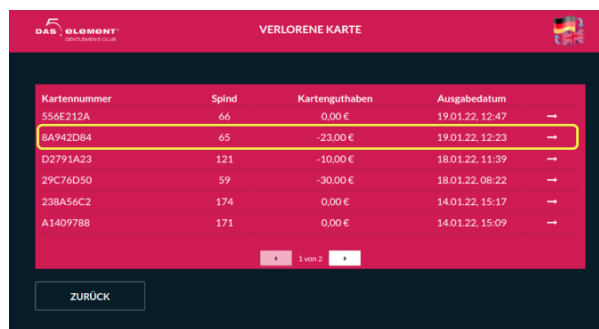 DAS 5. ELEMENT
GENTLEMEN'S CLUB
VERLORENE KARTE
Kartennummer Spind Kartenguthaben Ausgabedatum
556E212A 66 0,00 € 19.01.22, 12:47 →
8A942D84 65 -23,00 € 19.01.22, 12:23 →
D2791A23 121 -10,00 € 18.01.22, 11:39 →
29C76D50 59 -30,00 € 18.01.22, 08:22 →
238A56C2 174 0,00 € 14.01.22, 15:17 →
A1409788 171 0,00 € 14.01.22, 15:09 →
1 von 2
ZURÜCK